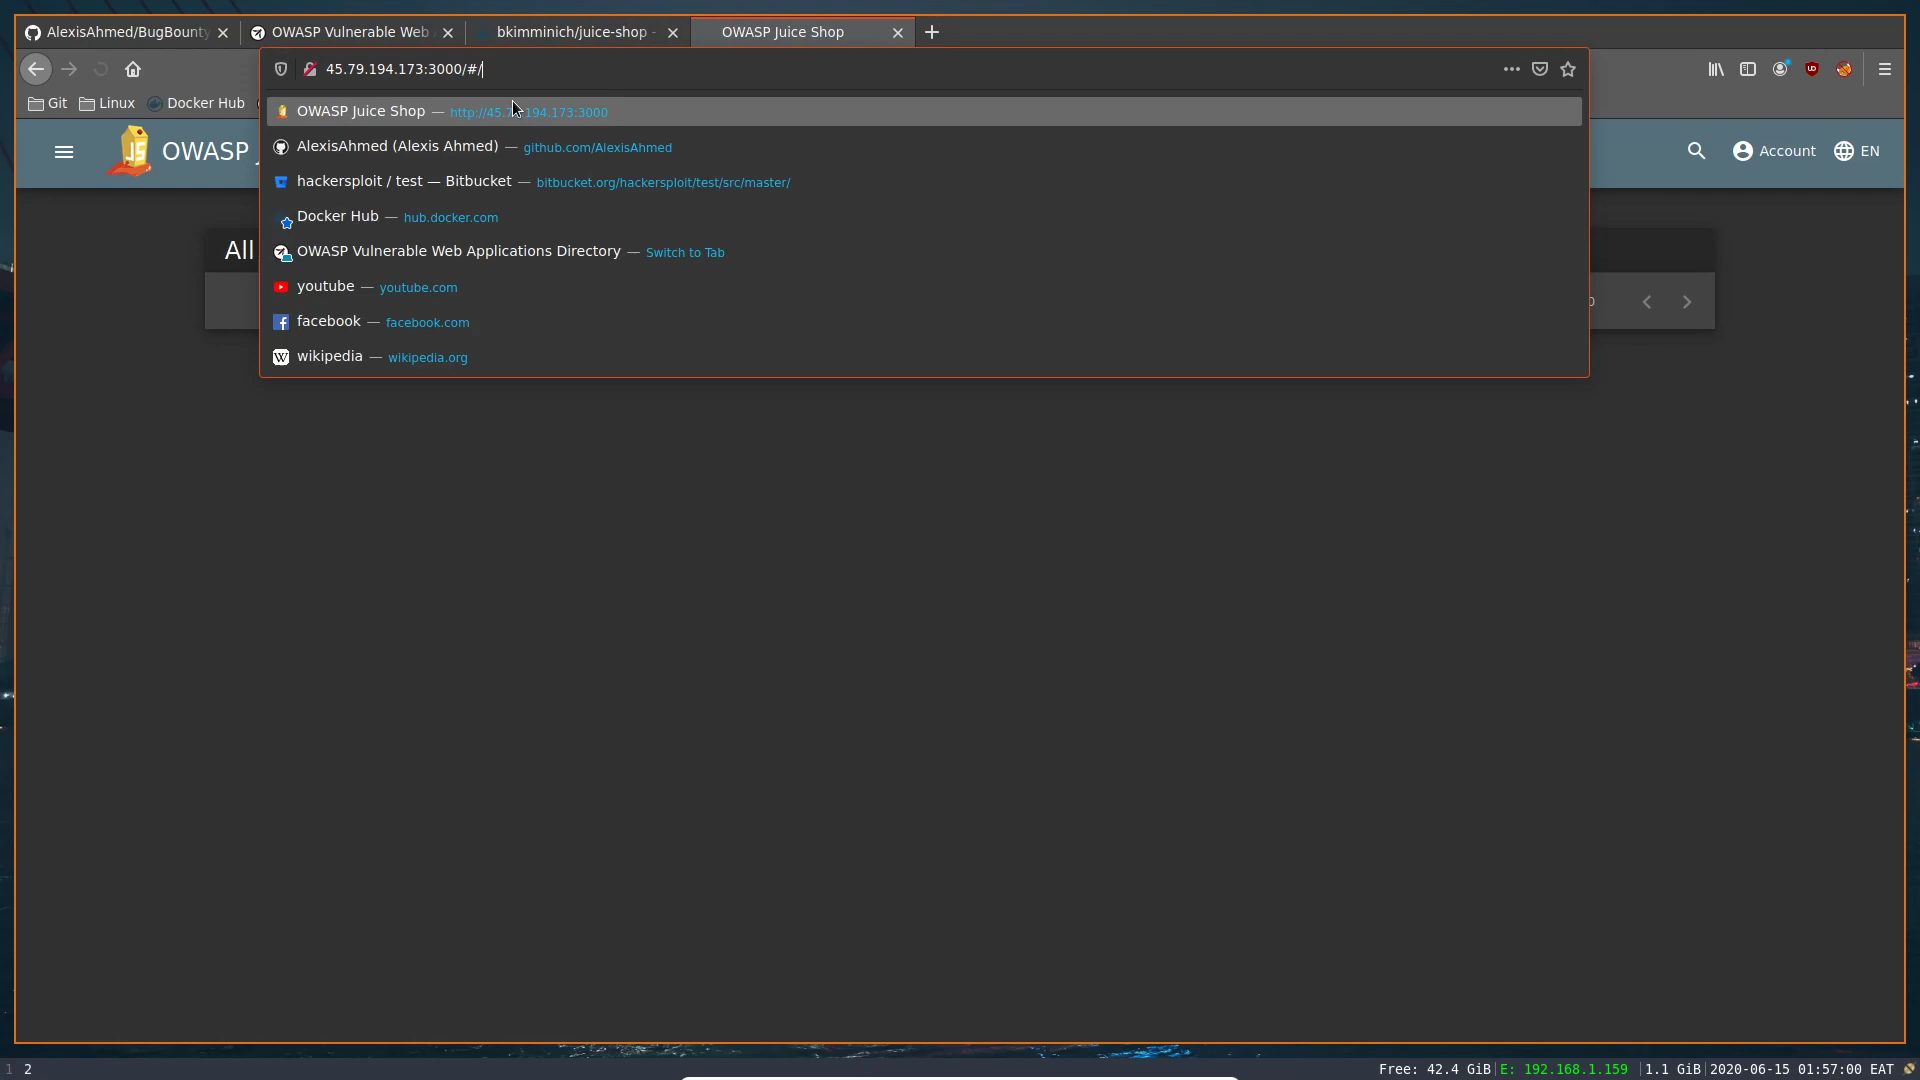 AlexisAhmed/BugBounty
OWASP Vulnerable Web
bkimminich/juice-shop -
OWASP Juice Shop
45.79.194.173:3000/#/
Git
Linux
Docker Hub
OWASP Juice Shop — http://45.79.194.173:3000
AlexisAhmed (Alexis Ahmed) — github.com/AlexisAhmed
hackersploit / test — Bitbucket — bitbucket.org/hackersploit/test/src/master/
Docker Hub — hub.docker.com
OWASP Vulnerable Web Applications Directory — Switch to Tab
youtube — youtube.com
facebook — facebook.com
wikipedia — wikipedia.org
OWASP
Account
EN
All
1 2
Free: 42.4 GiB|E: 192.168.1.159 |1.1 GiB|2020-06-15 01:57:00 EAT